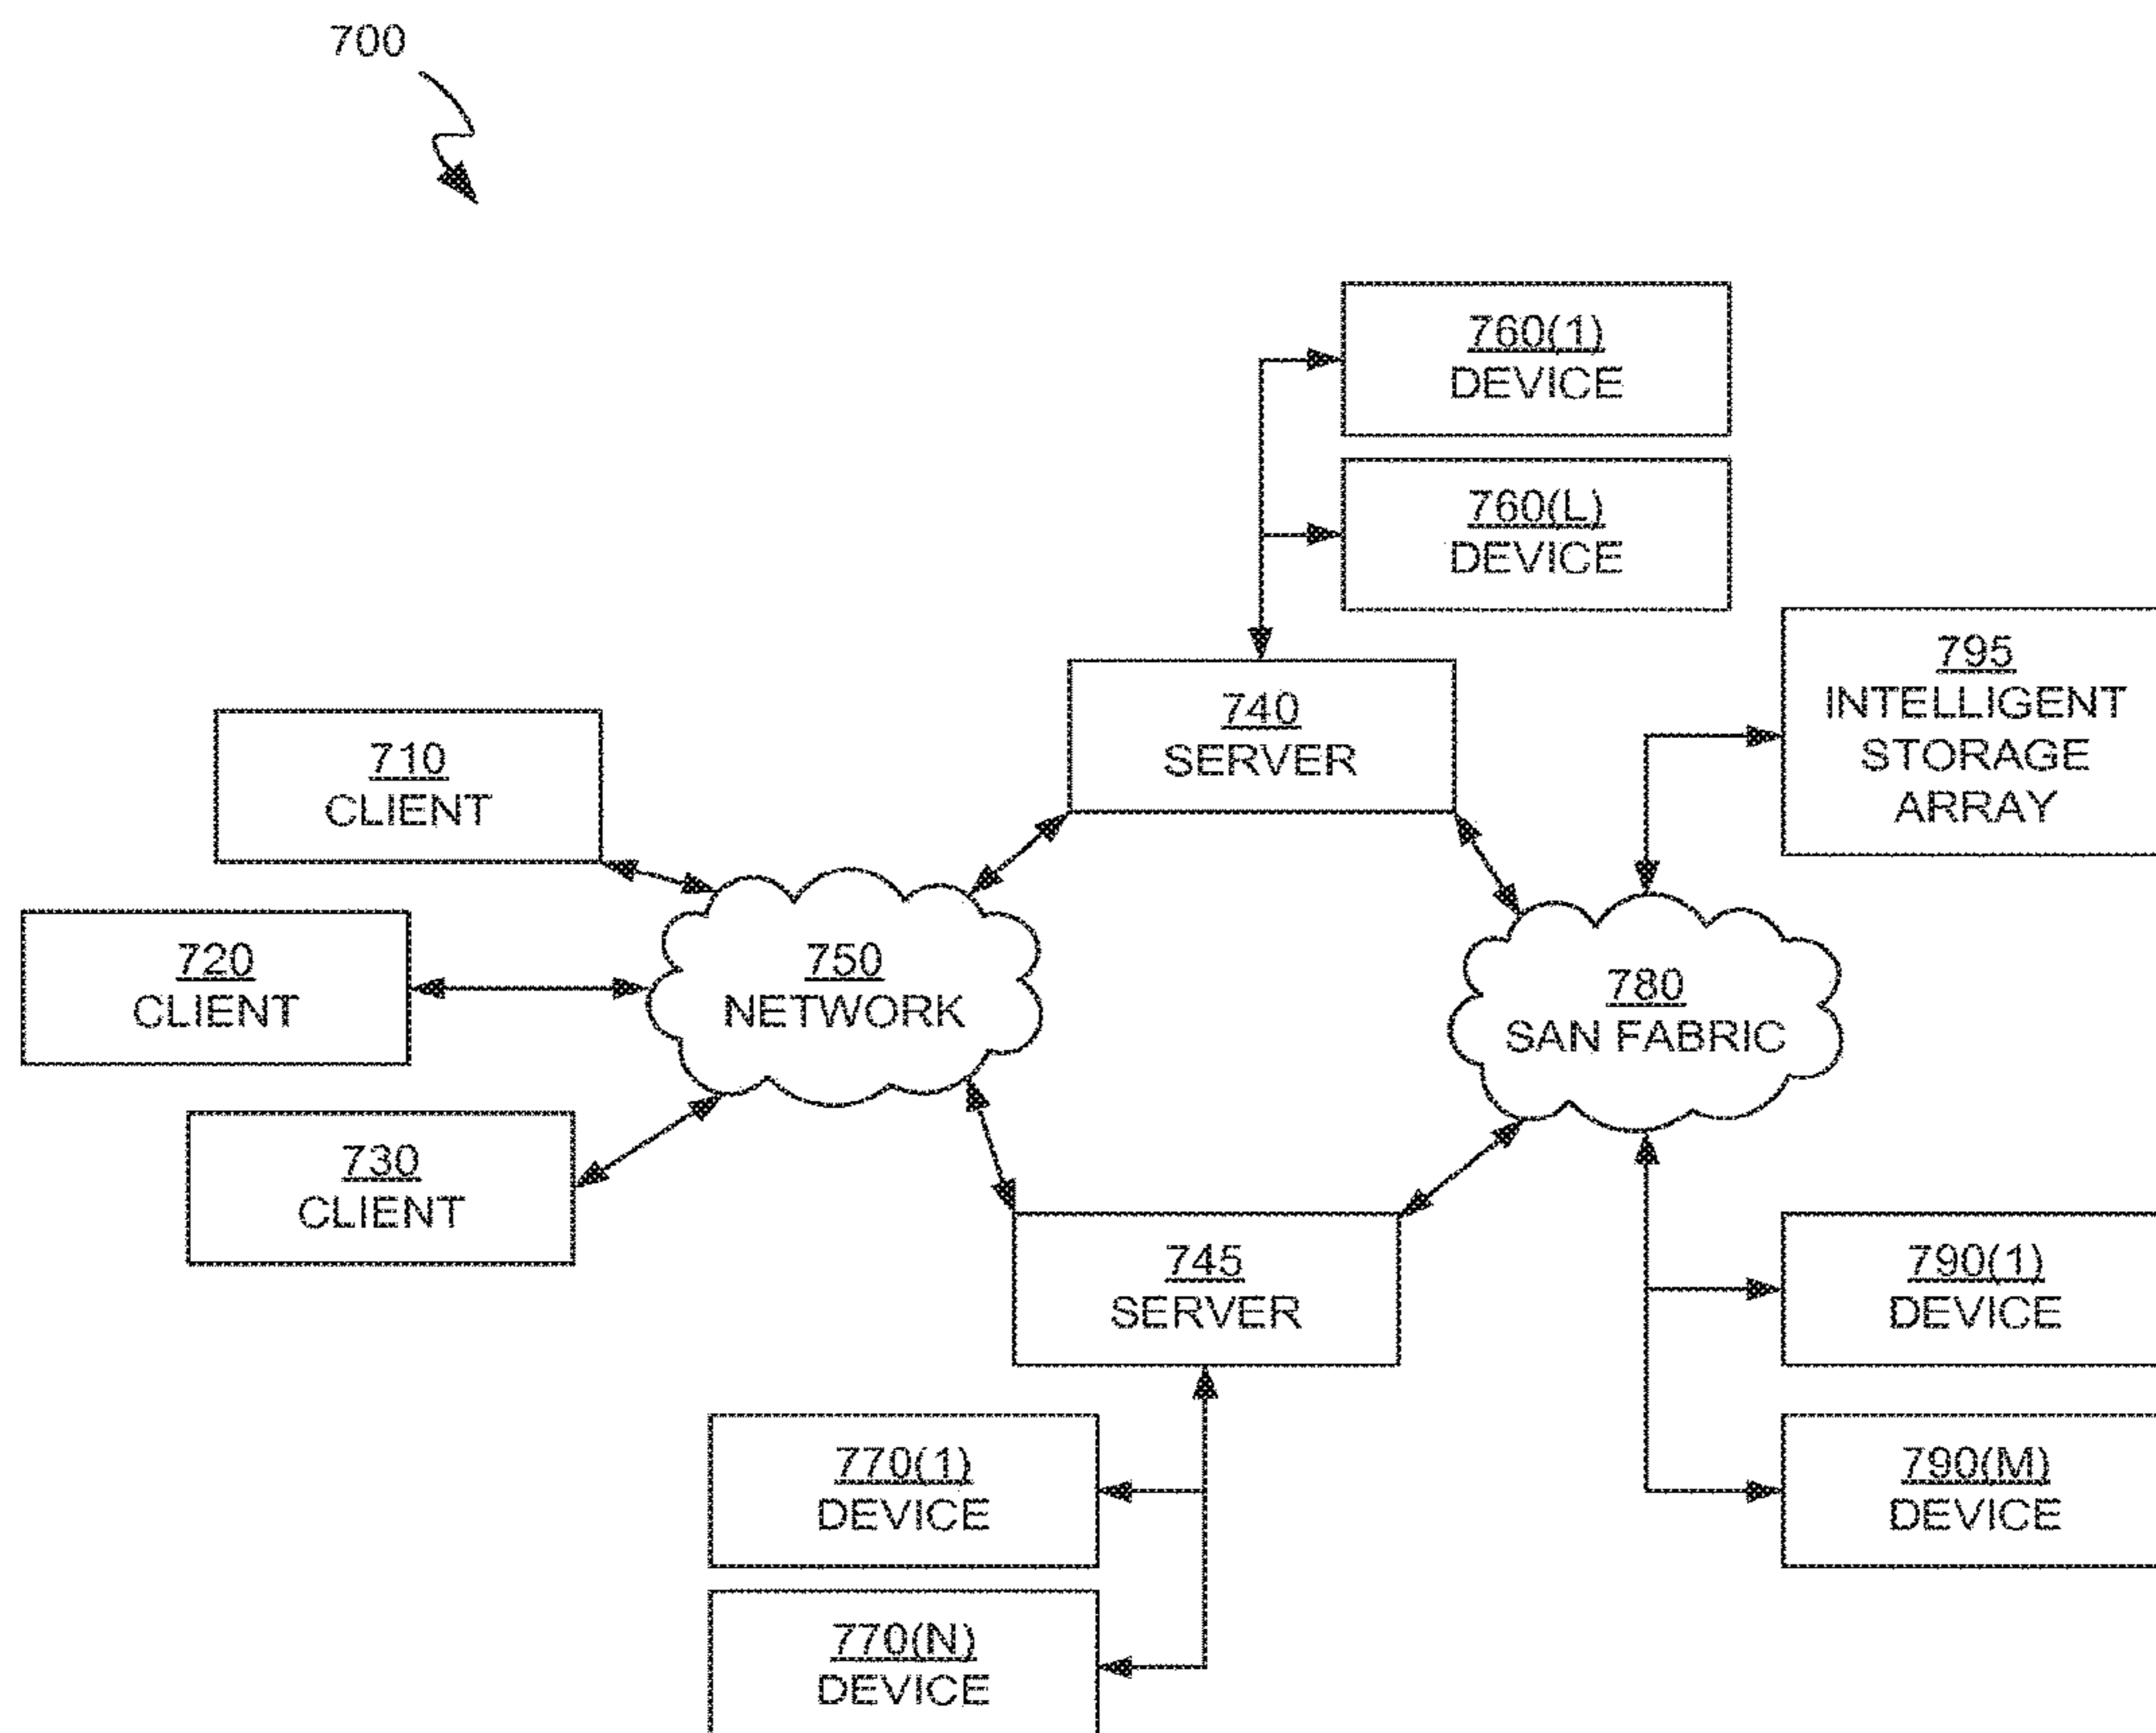 700
760(1)
DEVICE
760(L)
DEVICE
795
INTELLIGENT
STORAGE
ARRAY
740
SERVER
710
CLIENT
720
CLIENT
750
NETWORK
780
SAN FABRIC
730
CLIENT
745
SERVER
790(1)
DEVICE
770(1)
DEVICE
790(M)
DEVICE
770(N)
DEVICE